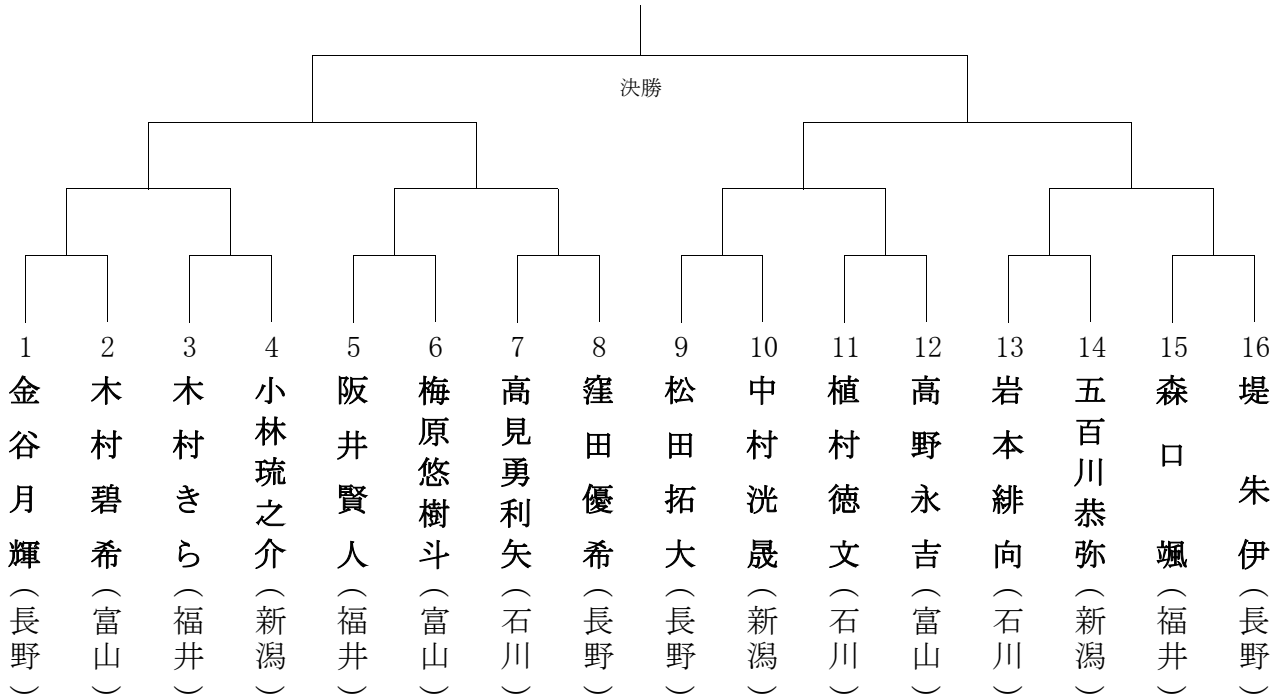 決勝
1 金谷月輝（長野）
2 木村碧希（富山）
3 木村きら（福井）
4 小林琉之介（新潟）
5 阪井賢人（福井）
6 梅原悠樹斗（富山）
7 高見勇利矢（石川）
8 窪田優希（長野）
9 松田拓大（長野）
10 中村洸晟（新潟）
11 植村徳文（石川）
12 高野永吉（富山）
13 岩本緋向（石川）
14 五百川恭弥（新潟）
15 森口颯（福井）
16 堤朱伊（長野）